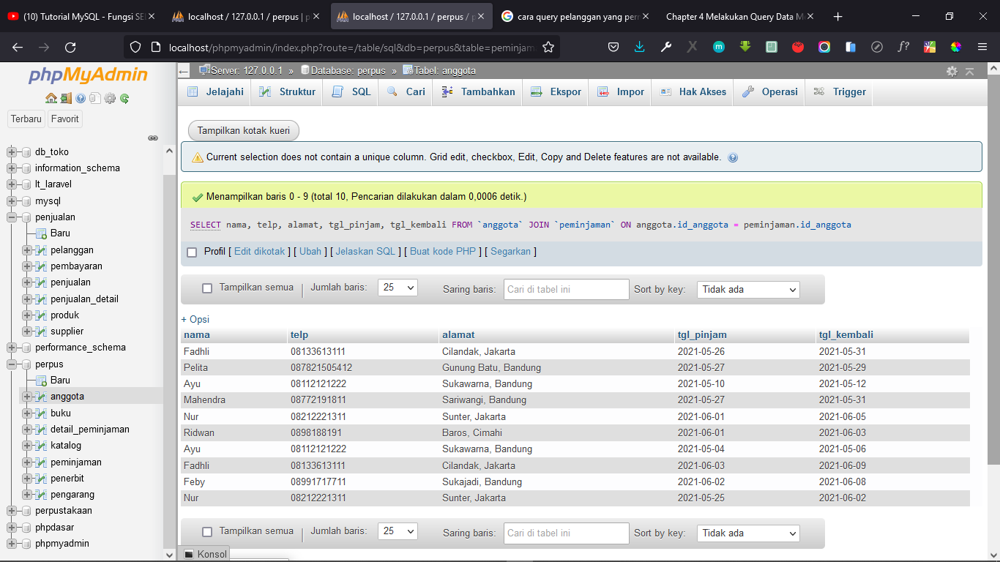 (10) Tutorial MySQL - Fungsi SEL
localhost / 127.0.0.1 / perpus | p
localhost / 127.0.0.1 / perpus / p
cara query pelanggan yang per
Chapter 4 Melakukan Query Data M
localhost/phpmyadmin/index.php?route=/table/sql&db=perpus&table=peminjam
phpMyAdmin
Terbaru Favorit
db_toko
information_schema
lt_laravel
mysql
penjualan
Baru
pelanggan
pembayaran
penjualan
penjualan_detail
produk
supplier
performance_schema
perpus
Baru
anggota
buku
detail_peminjaman
katalog
peminjaman
penerbit
pengarang
perpustakaan
phpdasar
phpmyadmin
Server: 127.0.0.1 » Database: perpus » Tabel: anggota
Jelajahi Struktur SQL Cari Tambahkan Ekspor Impor Hak Akses Operasi Trigger
Tampilkan kotak kueri
Current selection does not contain a unique column. Grid edit, checkbox, Edit, Copy and Delete features are not available.
Menampilkan baris 0 - 9 (total 10, Pencarian dilakukan dalam 0,0006 detik.)
SELECT nama, telp, alamat, tgl_pinjam, tgl_kembali FROM `anggota` JOIN `peminjaman` ON anggota.id_anggota = peminjaman.id_anggota
Profil [ Edit dikotak ] [ Ubah ] [ Jelaskan SQL ] [ Buat kode PHP ] [ Segarkan ]
Tampilkan semua | Jumlah baris: 25 Saring baris: Cari di tabel ini Sort by key: Tidak ada
+ Opsi
nama telp alamat tgl_pinjam tgl_kembali
Fadhli 08133613111 Cilandak, Jakarta 2021-05-26 2021-05-31
Pelita 087821505412 Gunung Batu, Bandung 2021-05-27 2021-05-29
Ayu 08112121222 Sukawarna, Bandung 2021-05-10 2021-05-12
Mahendra 08772191811 Sariwangi, Bandung 2021-05-27 2021-05-31
Nur 08212221311 Sunter, Jakarta 2021-06-01 2021-06-05
Ridwan 0898188191 Baros, Cimahi 2021-06-01 2021-06-03
Ayu 08112121222 Sukawarna, Bandung 2021-05-04 2021-05-06
Fadhli 08133613111 Cilandak, Jakarta 2021-06-03 2021-06-09
Feby 08991717711 Sukajadi, Bandung 2021-06-02 2021-06-08
Nur 08212221311 Sunter, Jakarta 2021-05-25 2021-06-02
Tampilkan semua | Jumlah baris: 25 Saring baris: Cari di tabel ini Sort by key: Tidak ada
Konsol